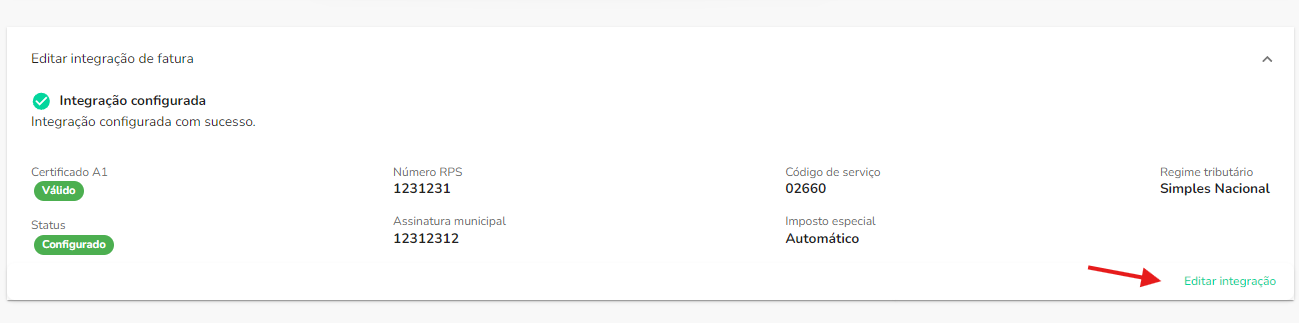 Editar integração de fatura
Integração configurada
Integração configurada com sucesso.
Certificado A1
Válido
Número RPS
1231231
Código de serviço
02660
Regime tributário
Simples Nacional
Status
Configurado
Assinatura municipal
12312312
Imposto especial
Automático
Editar integração